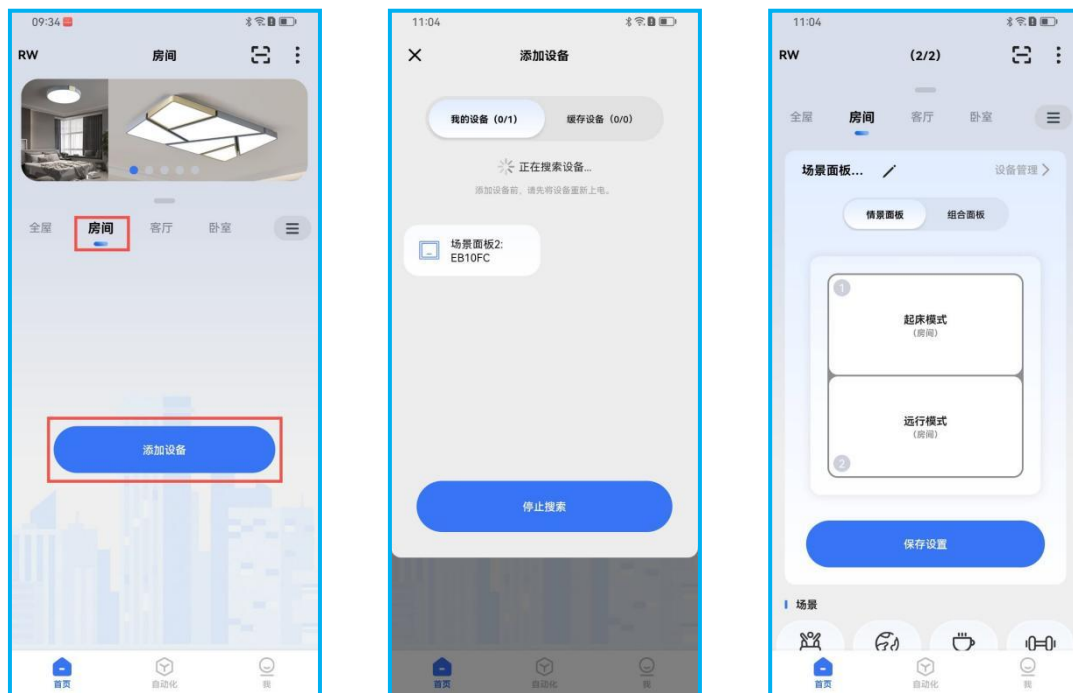 09:34
RW
房间
全屋
房间
客厅
卧室
添加设备
首页
自动化
我
11:04
添加设备
我的设备（0/1）
缓存设备（0/0）
正在搜索设备...
添加设备前，请先将设备重新上电。
场景面板2:
EB10FC
停止搜索
首页
自动化
我
11:04
RW
(2/2)
全屋
房间
客厅
卧室
场景面板...
设备管理
情景面板
组合面板
1
起床模式
（房间）
远行模式
（房间）
2
保存设置
场景
首页
自动化
我